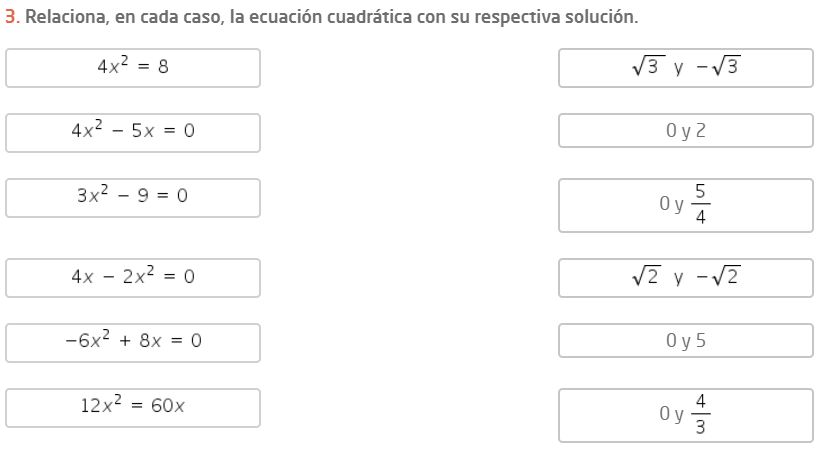 3. Relaciona, en cada caso, la ecuación cuadrática con su respectiva solución.
4x² = 8
√3 y −√3
4x² − 5x = 0
0 y 2
3x² − 9 = 0
0 y 5/4
4x − 2x² = 0
√2 y −√2
−6x² + 8x = 0
0 y 5
12x² = 60x
0 y 4/3